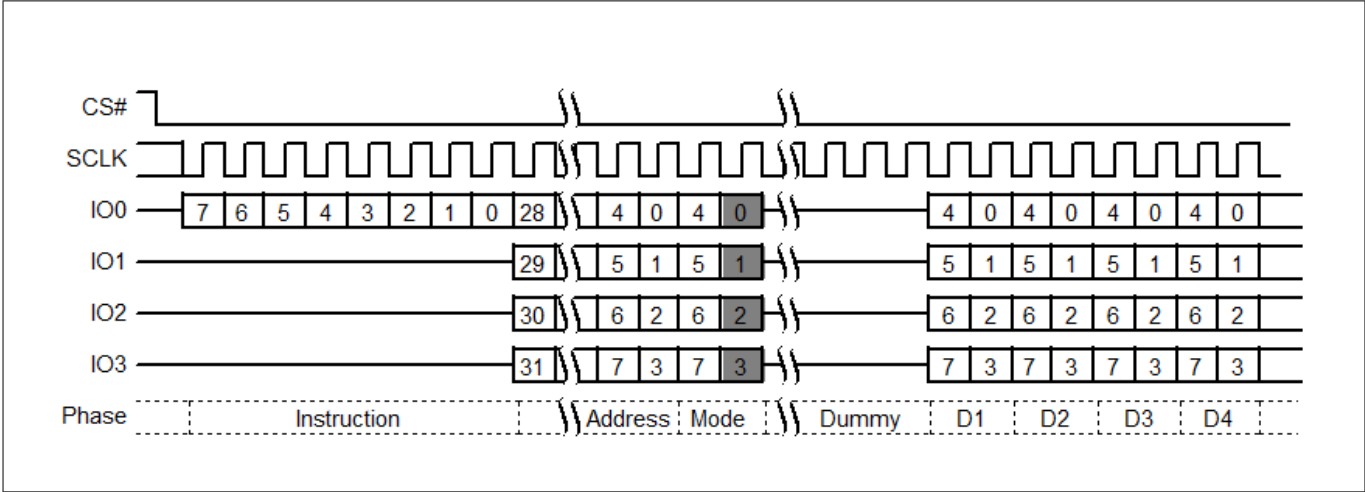 CS#
SCLK
IO0 7 6 5 4 3 2 1 0 28 4 0 4 0 4 0 4 0 4 0 4 0
IO1 29 5 1 5 1 5 1 5 1 5 1 5 1
IO2 30 6 2 6 2 6 2 6 2 6 2 6 2
IO3 31 7 3 7 3 7 3 7 3 7 3 7 3
Phase Instruction Address Mode Dummy D1 D2 D3 D4